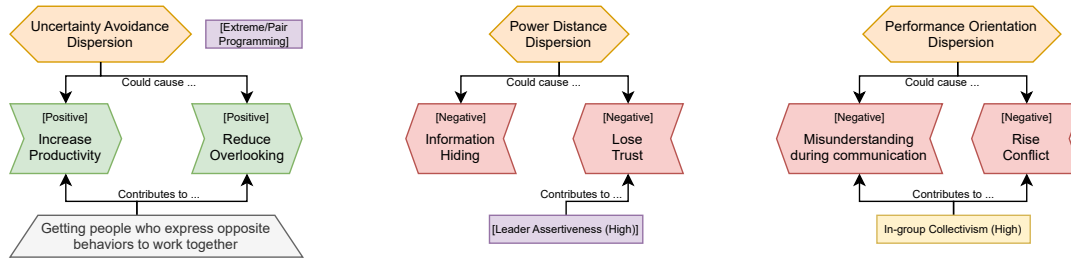 Uncertainty Avoidance
Dispersion
[Extreme/Pair
Programming]
Could cause ...
[Positive]
Increase
Productivity
[Positive]
Reduce
Overlooking
Contributes to ...
Getting people who express opposite
behaviors to work together
Power Distance
Dispersion
Could cause ...
[Negative]
Information
Hiding
[Negative]
Lose
Trust
Contributes to ...
[Leader Assertiveness (High)]
Performance Orientation
Dispersion
Could cause ...
[Negative]
Misunderstanding
during communication
[Negative]
Rise
Conflict
Contributes to ...
In-group Collectivism (High)